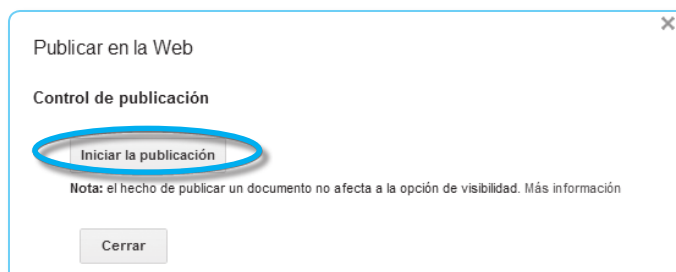 Publicar en la Web
Control de publicación
Iniciar la publicación
Nota: el hecho de publicar un documento no afecta a la opción de visibilidad. Más información
Cerrar